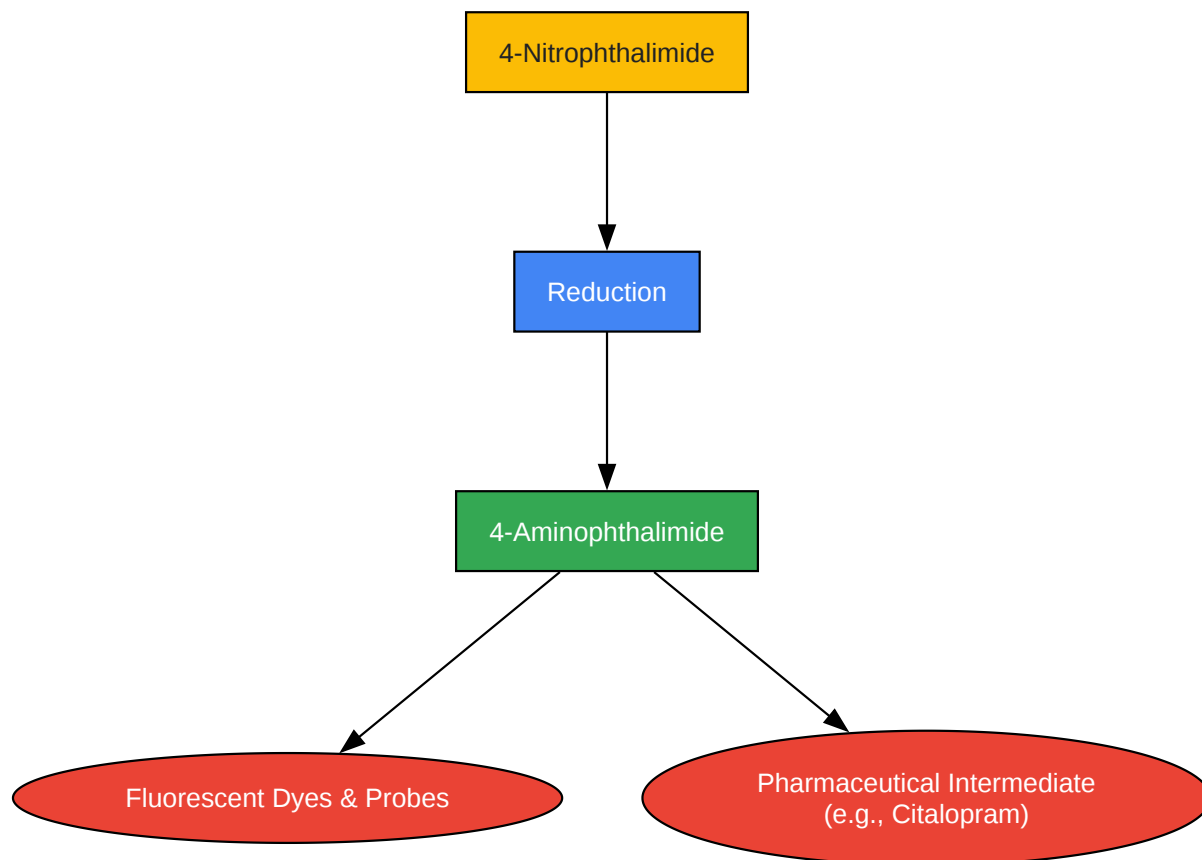 4-Nitrophthalimide
Reduction
4-Aminophthalimide
Fluorescent Dyes & Probes
Pharmaceutical Intermediate
(e.g., Citalopram)